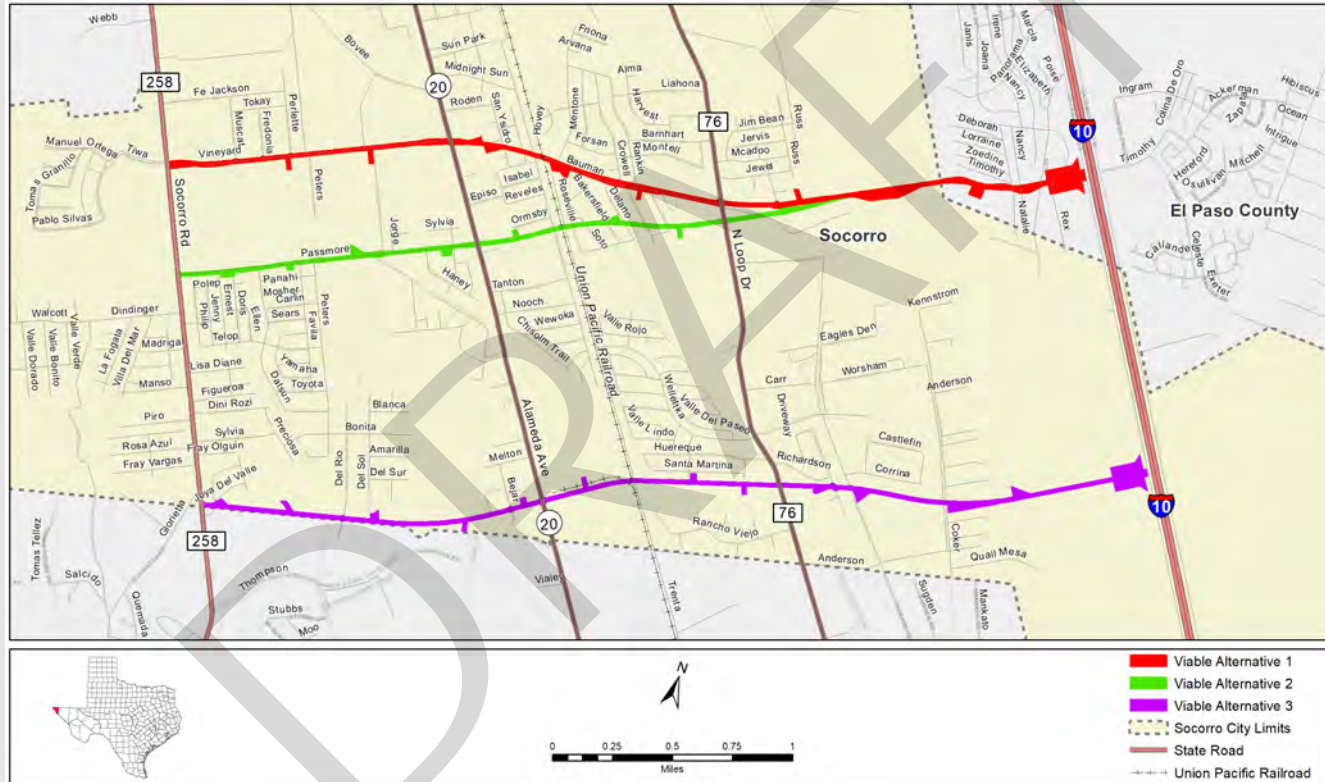 Webb
Bovee
Sun Park
Friona
Arvana
Janis
Irene
Joana
Marcia
Panorama
Nancy
Elizabeth
Poise
258
Midnight Sun
Alma
Liahona
Ingram
Colina De Oro
Ackerman
Hibiscus
Fe Jackson
Tokay
Perlette
20
Roden
San Ysidro
Hovey
Mentone
Harvest
Russ
Zapata
Ocean
Muscat
Fredonia
76
Jim Bean
Deborah
10
Intrigue
Manuel Ortega
Tiwa
Vineyard
Forsan
Barnhart
Montell
Jervis
Mcadoo
Lorraine
Zoedine
Timothy
Nancy
Timothy
Hereford
Osullivan
Mitchell
Tomas Granillo
Peters
Isabel
Bauman
Crowell
Rankin
Jewel
Russ
Pablo Silvas
Socorro Rd
Episo
Reveles
Roseville
Bakersfield
Delano
Natalie
Rex
El Paso County
Jorge
Sylvia
Ormsby
Soto
N Loop Dr
Socorro
Callander
Celeste
Exeter
Passmore
Haney
Tanton
Union Pacific Railroad
Polep
Panahi
Mosher
Carlin
Philip
Jenny
Ernest
Doris
Ellen
Sears
Peters
Favila
Nooch
Wewoka
Kennstrom
Walcott
Valle Verde
Dindinger
Chisolm Trail
Valle Rojo
Eagles Den
Valle Dorado
Valle Bonito
La Fogata
Villa Del Mar
Madrigal
Telop
Lisa Diane
Yamaha
Worsham
Manso
Figueroa
Datsun
Toyota
Weleetka
Carr
Anderson
Dini Rozi
Blanca
Valle Del Paseo
Driveway
Piro
Sylvia
Preciosa
Bonita
Valle Lindo
Rosa Azul
Fray Olguin
Amarilla
Alameda Ave
Huereque
Castlefin
Fray Vargas
Del Rio
Del Sol
Del Sur
Melton
Santa Martina
Richardson
Corrina
Glorietta
Joya Del Valle
Bejar
10
20
76
Rancho Viejo
258
Coker
Tomas Tellez
Anderson
Quail Mesa
Salcido
Thompson
Vialey
Trenta
Sugden
Mankato
Quemada
Stubbs
Moo
DRAFT
N
0 0.25 0.5 0.75 1
Miles
Viable Alternative 1
Viable Alternative 2
Viable Alternative 3
Socorro City Limits
State Road
Union Pacific Railroad